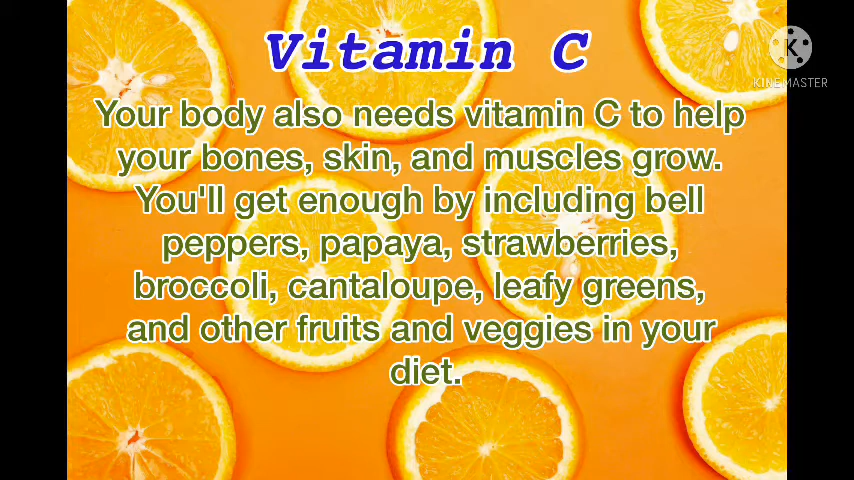 Vitamin C
K
KINEMASTER
Your body also needs vitamin C to help
your bones, skin, and muscles grow.
You'll get enough by including bell
peppers, papaya, strawberries,
broccoli, cantaloupe, leafy greens,
and other fruits and veggies in your
diet.